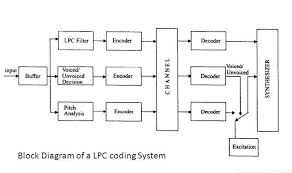 LPC Filter
Encoder
Decoder
input
Buffer
Voiced/
Unvoiced
Decision
Encoder
CHANNEL
Decoder
Voiced/
Unvoiced
SYNTHESIZER
Pitch
Analysis
Encoder
Decoder
Excitation
Block Diagram of a LPC coding System